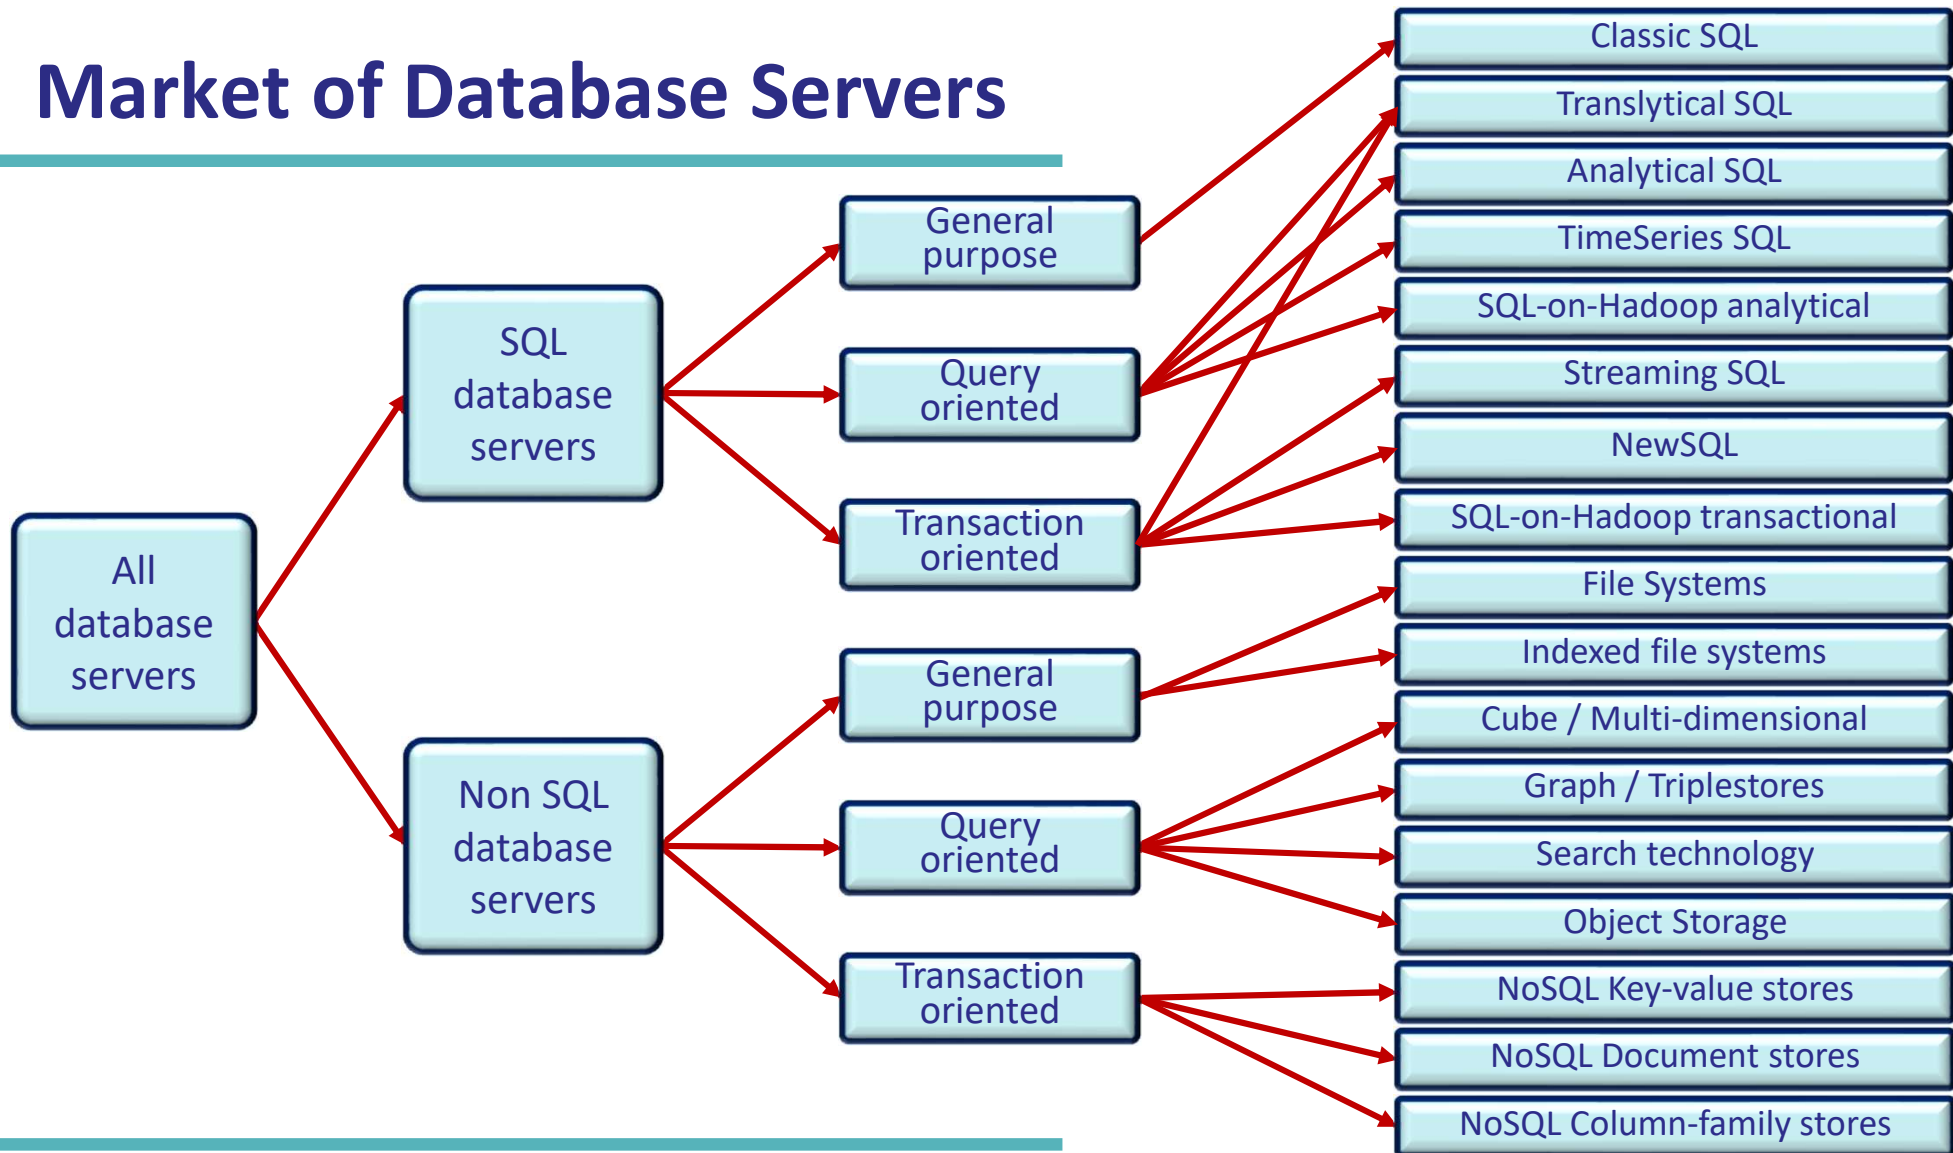 Market of Database Servers
All
database
servers
SQL
database
servers
Non SQL
database
servers
General
purpose
Query
oriented
Transaction
oriented
General
purpose
Query
oriented
Transaction
oriented
Classic SQL
Translytical SQL
Analytical SQL
TimeSeries SQL
SQL-on-Hadoop analytical
Streaming SQL
NewSQL
SQL-on-Hadoop transactional
File Systems
Indexed file systems
Cube / Multi-dimensional
Graph / Triplestores
Search technology
Object Storage
NoSQL Key-value stores
NoSQL Document stores
NoSQL Column-family stores